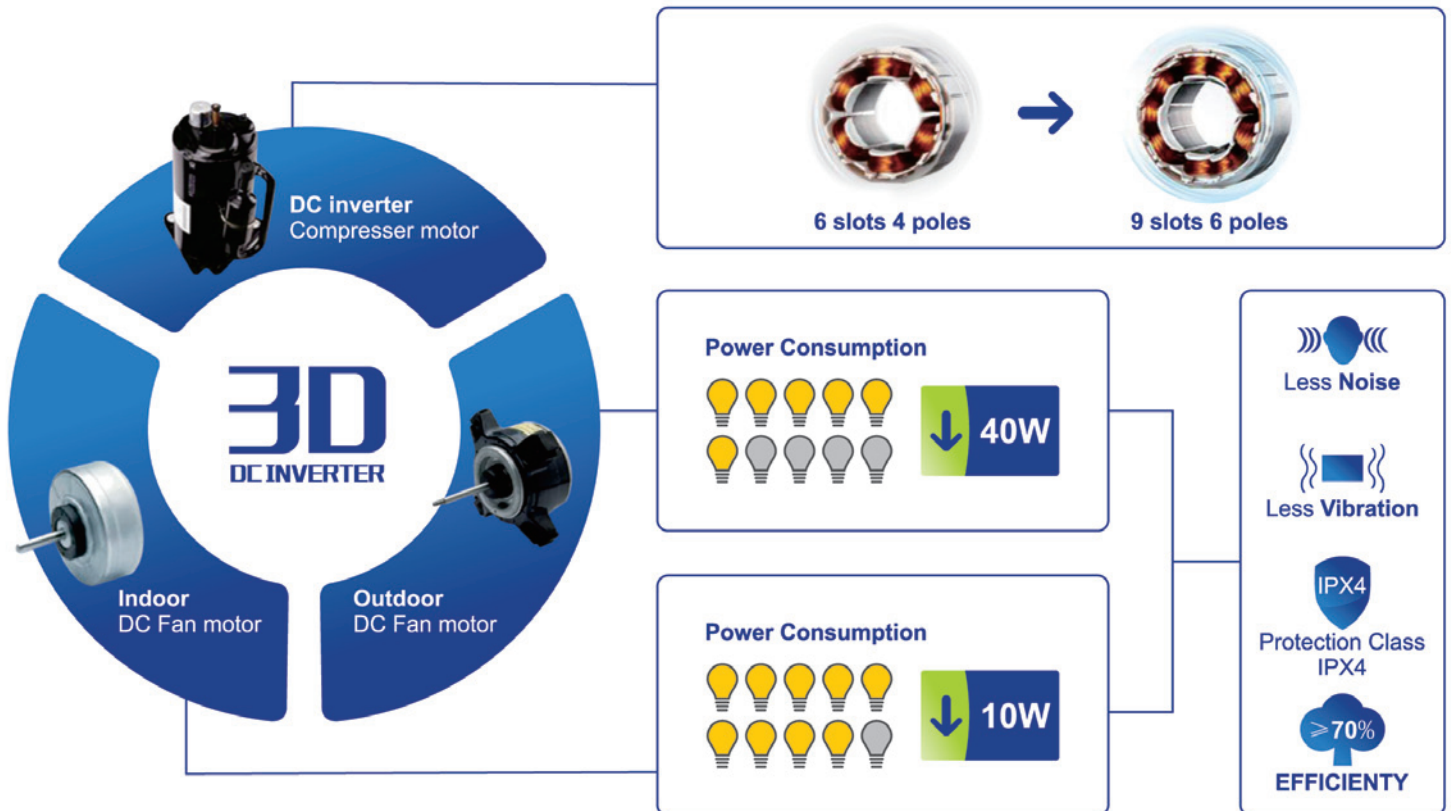 DC inverter
Compresser motor
3D
DC INVERTER
Indoor
DC Fan motor
Outdoor
DC Fan motor
6 slots 4 poles
9 slots 6 poles
Power Consumption
40W
Power Consumption
10W
Less Noise
Less Vibration
IPX4
Protection Class
IPX4
≥70%
EFFICIENTY